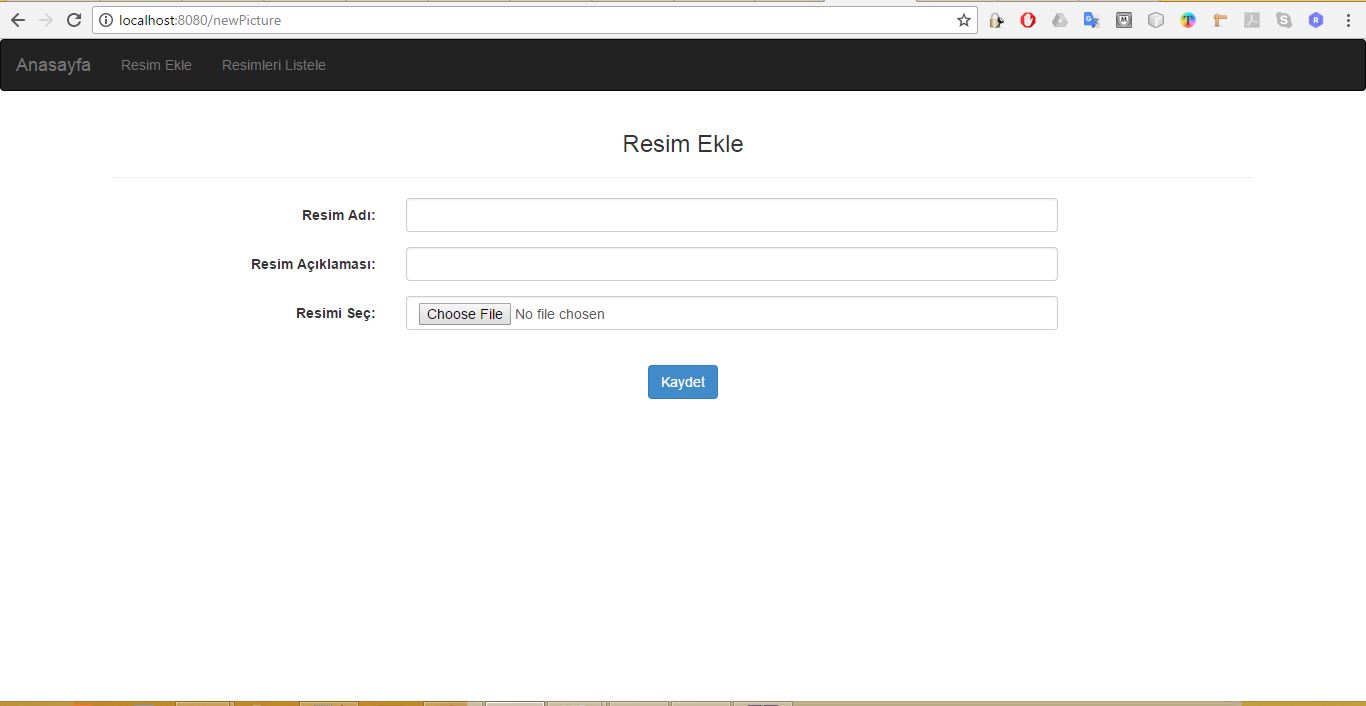 localhost:8080/newPicture
Anasayfa Resim Ekle Resimleri Listele
Resim Ekle
Resim Adı:
Resim Açıklaması:
Resimi Seç: Choose File No file chosen
Kaydet